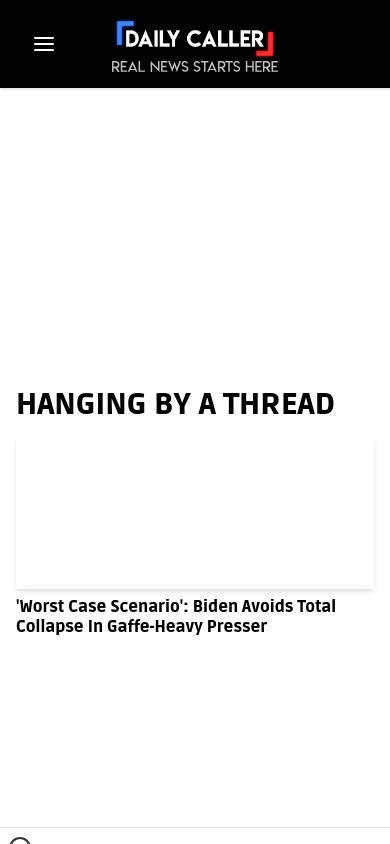 DAILY CALLER
REAL NEWS STARTS HERE
HANGING BY A THREAD
'Worst Case Scenario': Biden Avoids Total
Collapse In Gaffe-Heavy Presser